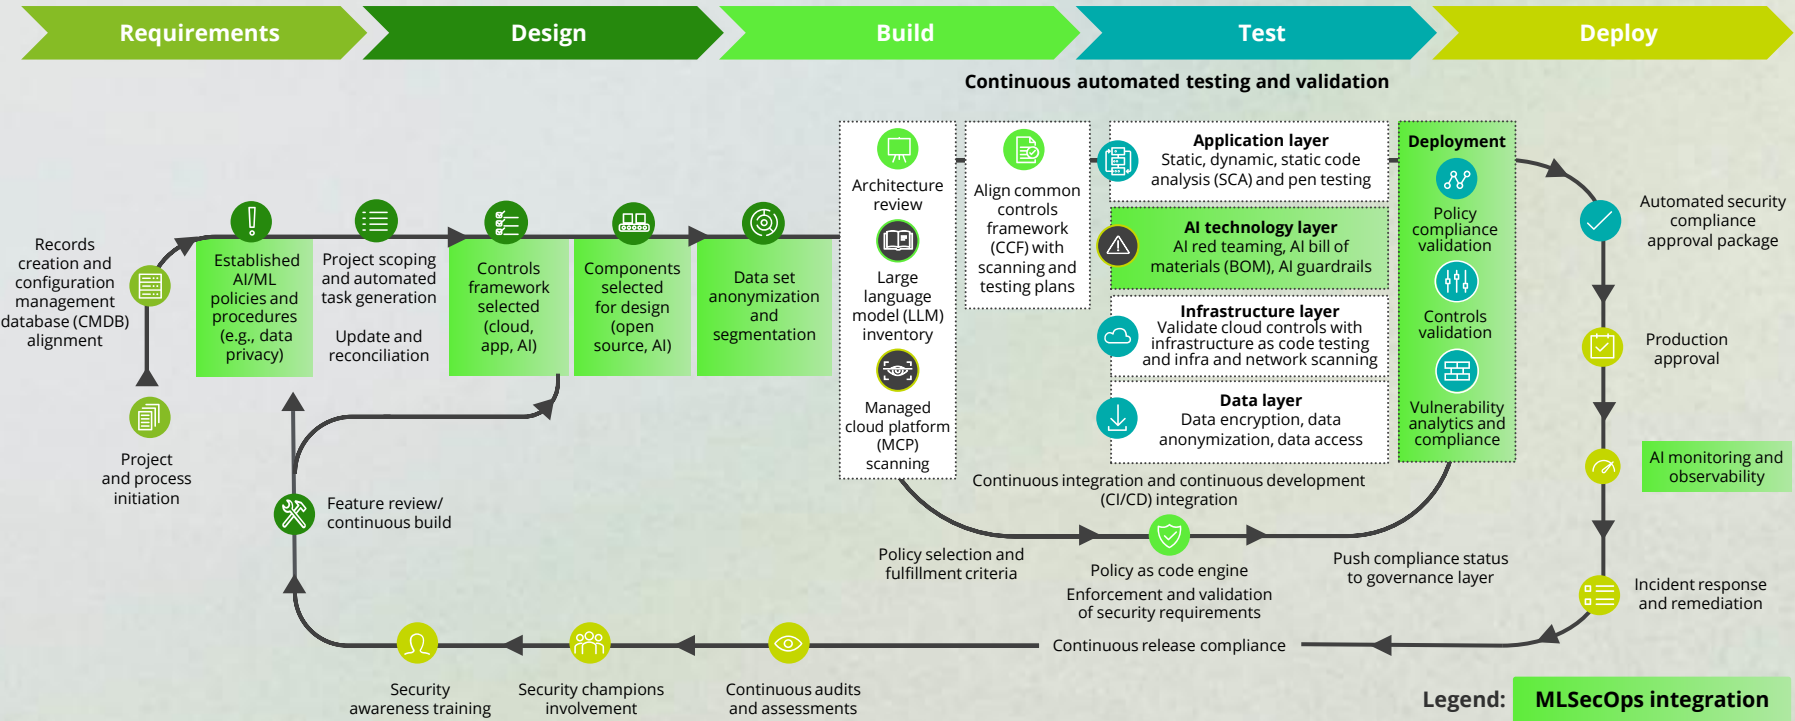 Requirements
Design
Build
Test
Deploy
Continuous automated testing and validation
Project
and process
initiation
Records
creation and
configuration
management
database (CMDB)
alignment
Established
AI/ML
policies and
procedures
(e.g., data
privacy)
Project scoping
and automated
task generation
Update and
reconciliation
Controls
framework
selected
(cloud,
app, AI)
Components
selected
for design
(open
source, AI)
Data set
anonymization
and
segmentation
Architecture
review
Large
language
model (LLM)
inventory
Managed
cloud platform
(MCP)
scanning
Align common
controls
framework
(CCF) with
scanning and
testing plans
Application layer
Static, dynamic, static code
analysis (SCA) and pen testing
AI technology layer
AI red teaming, AI bill of
materials (BOM), AI guardrails
Infrastructure layer
Validate cloud controls with
infrastructure as code testing
and infra and network scanning
Data layer
Data encryption, data
anonymization, data access
Deployment
Policy
compliance
validation
Controls
validation
Vulnerability
analytics and
compliance
Automated security
compliance
approval package
Production
approval
AI monitoring and
observability
Incident response
and remediation
Continuous integration and continuous development
(CI/CD) integration
Policy selection and
fulfillment criteria
Policy as code engine
Enforcement and validation
of security requirements
Push compliance status
to governance layer
Feature review/
continuous build
Continuous release compliance
Continuous audits
and assessments
Security champions
involvement
Security
awareness training
Legend:
MLSecOps integration